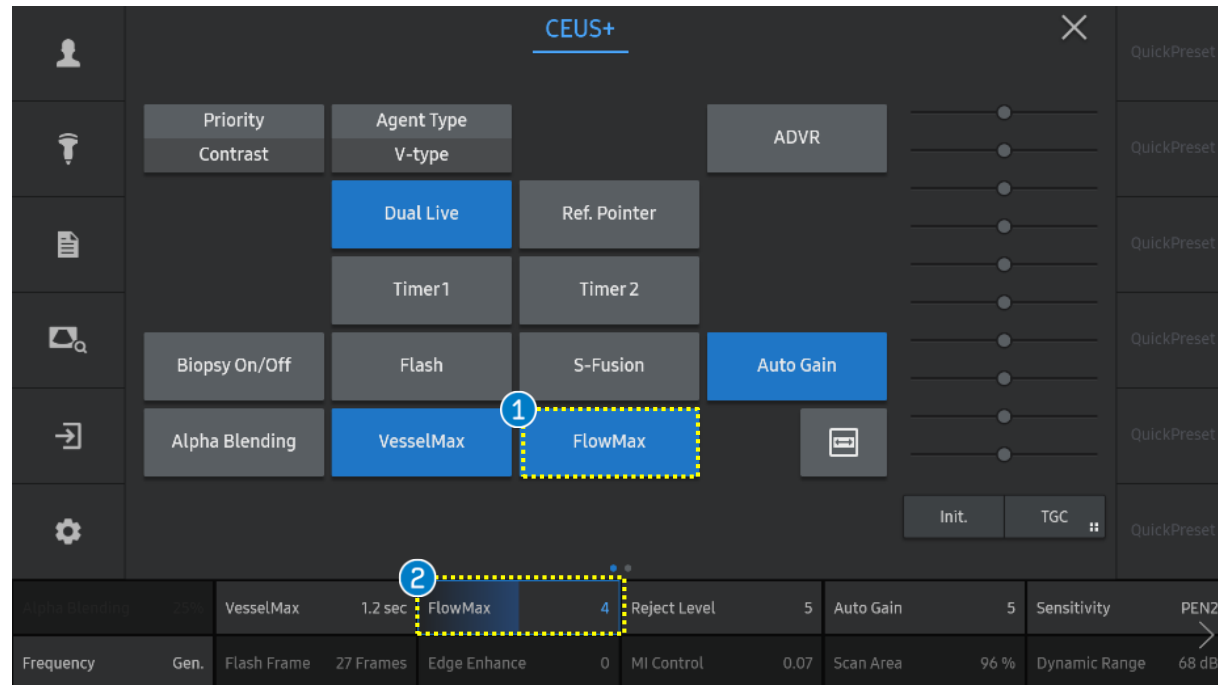 CEUS+
QuickPreset
Priority
Contrast
Agent Type
V-type
ADVR
QuickPreset
Dual Live
Ref. Pointer
QuickPreset
Timer1
Timer 2
QuickPreset
Biopsy On/Off
Flash
S-Fusion
Auto Gain
1
Alpha Blending
VesselMax
FlowMax
QuickPreset
Init.
TGC
QuickPreset
2
Alpha Blending 25%
VesselMax 1.2 sec
FlowMax 4
Reject Level 5
Auto Gain 5
Sensitivity PEN2
Frequency Gen.
Flash Frame 27 Frames
Edge Enhance 0
MI Control 0.07
Scan Area 96 %
Dynamic Range 68 dB